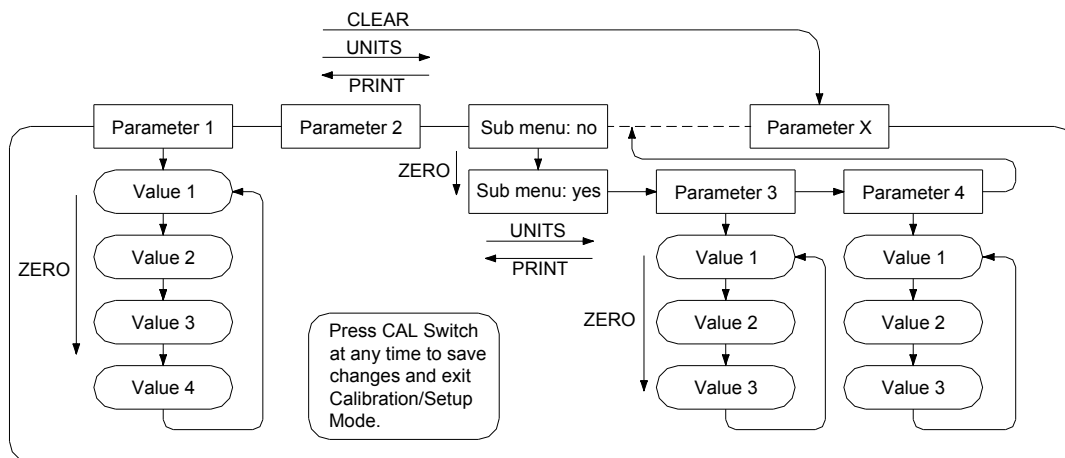 CLEAR
UNITS
PRINT
Parameter 1
Parameter 2
Sub menu: no
Parameter X
ZERO
Sub menu: yes
Parameter 3
Parameter 4
Value 1
Value 2
Value 3
Value 4
ZERO
UNITS
PRINT
Press CAL Switch
at any time to save
changes and exit
Calibration/Setup
Mode.
ZERO
Value 1
Value 2
Value 3
Value 1
Value 2
Value 3